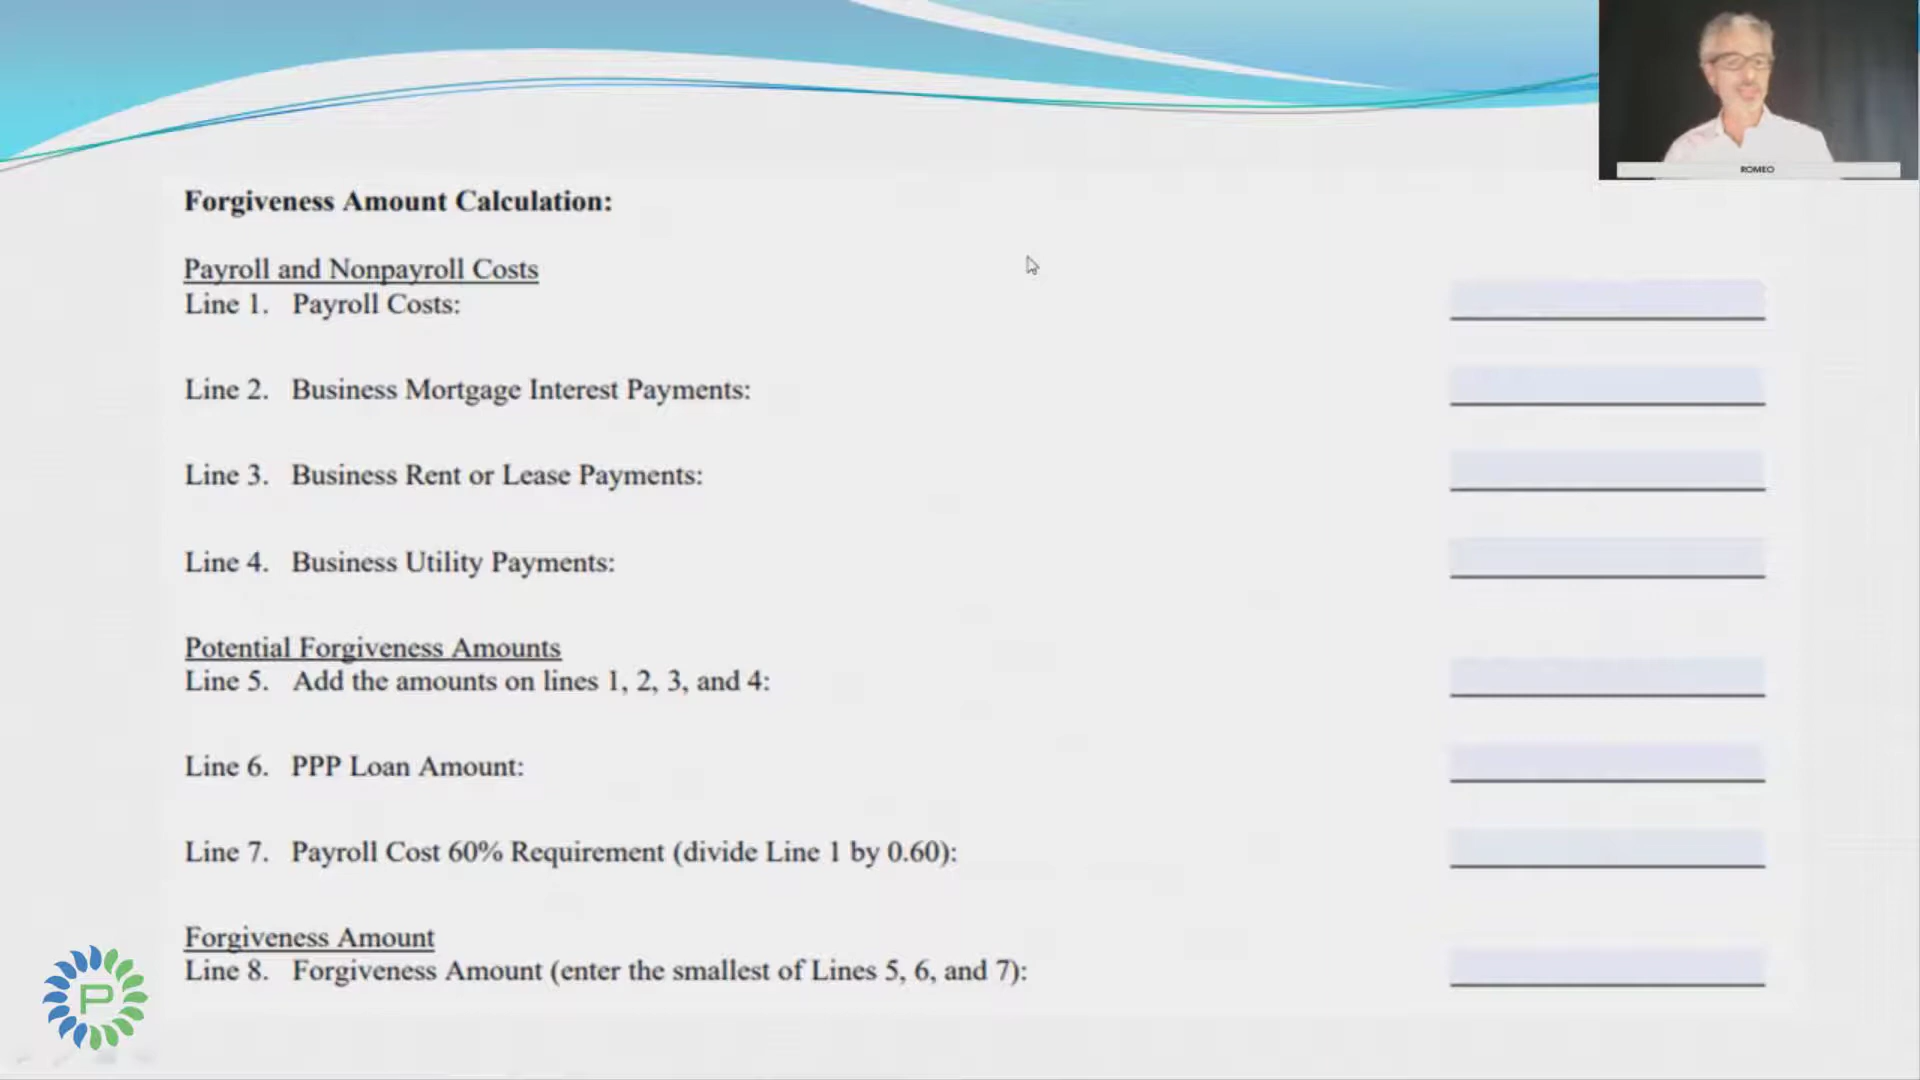 ROMEO
Forgiveness Amount Calculation:
Payroll and Nonpayroll Costs
Line 1. Payroll Costs:
Line 2. Business Mortgage Interest Payments:
Line 3. Business Rent or Lease Payments:
Line 4. Business Utility Payments:
Potential Forgiveness Amounts
Line 5. Add the amounts on lines 1, 2, 3, and 4:
Line 6. PPP Loan Amount:
Line 7. Payroll Cost 60% Requirement (divide Line 1 by 0.60):
Forgiveness Amount
Line 8. Forgiveness Amount (enter the smallest of Lines 5, 6, and 7):
P